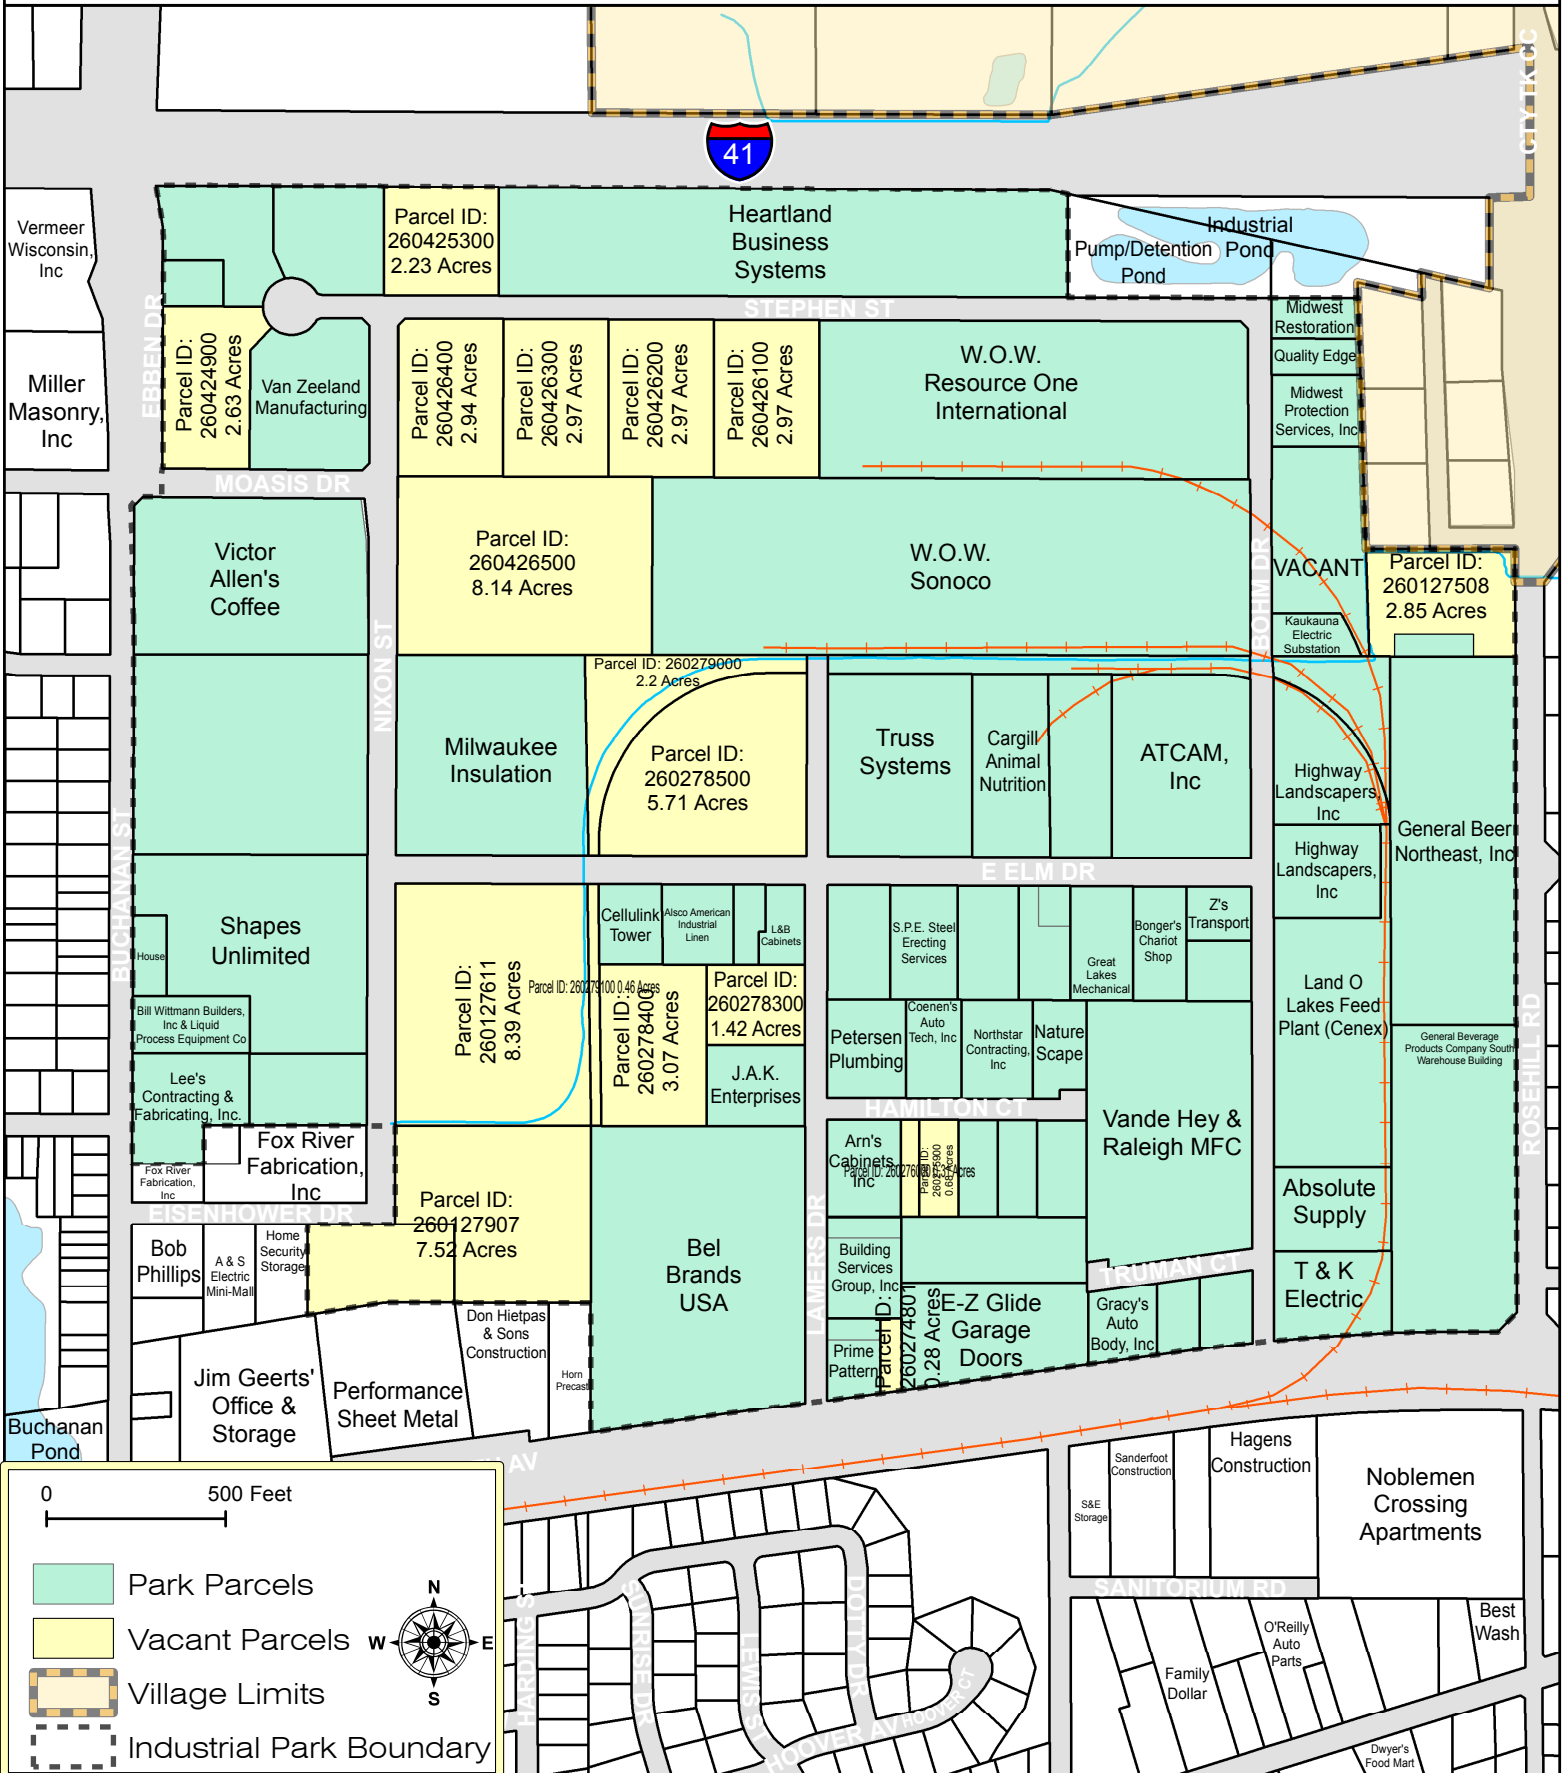 CTY TK CC
41
Vermeer
Wisconsin,
Inc
Parcel ID:
260425300
2.23 Acres
Heartland
Business
Systems
Industrial
Pond
Pump/Detention
Pond
STEPHEN ST
EBBEN DR
Miller
Masonry,
Inc
Parcel ID:
260424900
2.63 Acres
Van Zeeland
Manufacturing
Parcel ID:
260426400
2.94 Acres
Parcel ID:
260426300
2.97 Acres
Parcel ID:
260426200
2.97 Acres
Parcel ID:
260426100
2.97 Acres
W.O.W.
Resource One
International
Midwest
Restoration
Quality Edge
Midwest
Protection
Services, Inc
MOASIS DR
Victor
Allen's
Coffee
Parcel ID:
260426500
8.14 Acres
W.O.W.
Sonoco
BOHM DR
VACANT
Parcel ID:
260127508
2.85 Acres
Kaukauna
Electric
Substation
NIXON ST
Parcel ID: 260279000
2.2 Acres
Milwaukee
Insulation
Parcel ID:
260278500
5.71 Acres
Truss
Systems
Cargill
Animal
Nutrition
ATCAM,
Inc
Highway
Landscapers,
Inc
General Beer
Northeast, Inc
Highway
Landscapers,
Inc
E ELM DR
BUCHANAN ST
Shapes
Unlimited
House
Bill Wittmann Builders,
Inc & Liquid
Process Equipment Co
Parcel ID:
260127611
8.39 Acres
Cellulink
Tower
Alsco American
Industrial
Linen
L&B
Cabinets
Parcel ID: 260279100 0.46 Acres
Parcel ID:
260278400
3.07 Acres
Parcel ID:
260278300
1.42 Acres
J.A.K.
Enterprises
S.P.E. Steel
Erecting
Services
Great
Lakes
Mechanical
Bonger's
Chariot
Shop
Z's
Transport
Petersen
Plumbing
Coenen's
Auto
Tech, Inc
Northstar
Contracting,
Inc
Nature
Scape
Land O
Lakes Feed
Plant (Cenex)
General Beverage
Products Company South
Warehouse Building
ROSEHILL RD
Lee's
Contracting &
Fabricating, Inc.
HAMILTON CT
Vande Hey &
Raleigh MFC
Fox River
Fabrication,
Inc
Fox River
Fabrication,
Inc
Arn's
Cabinets
Inc
Parcel ID:
260275900
0.68 Acres
Absolute
Supply
EISENHOWER DR
Parcel ID:
260127907
7.52 Acres
LAMERS DR
Bob
Phillips
A & S
Electric
Mini-Mall
Home
Security
Storage
Bel
Brands
USA
Building
Services
Group, Inc
TRUMAN CT
T & K
Electric
Parcel ID:
260274801
0.28 Acres
E-Z Glide
Garage
Doors
Gracy's
Auto
Body, Inc
Prime
Pattern
Don Hietpas
& Sons
Construction
Horn
Precast
Jim Geerts'
Office &
Storage
Performance
Sheet Metal
Buchanan
Pond
AV
Sanderfoot
Construction
Hagens
Construction
S&E
Storage
Noblemen
Crossing
Apartments
SANITORIUM RD
0 500 Feet
Park Parcels
Vacant Parcels
Village Limits
Industrial Park Boundary
N
W E
S
HARDING S
SUNRISE DR
LEWIS ST
DOTY DR
HOOVER AV
HOOVER CT
Family
Dollar
O'Reilly
Auto
Parts
Best
Wash
Dwyer's
Food Mart